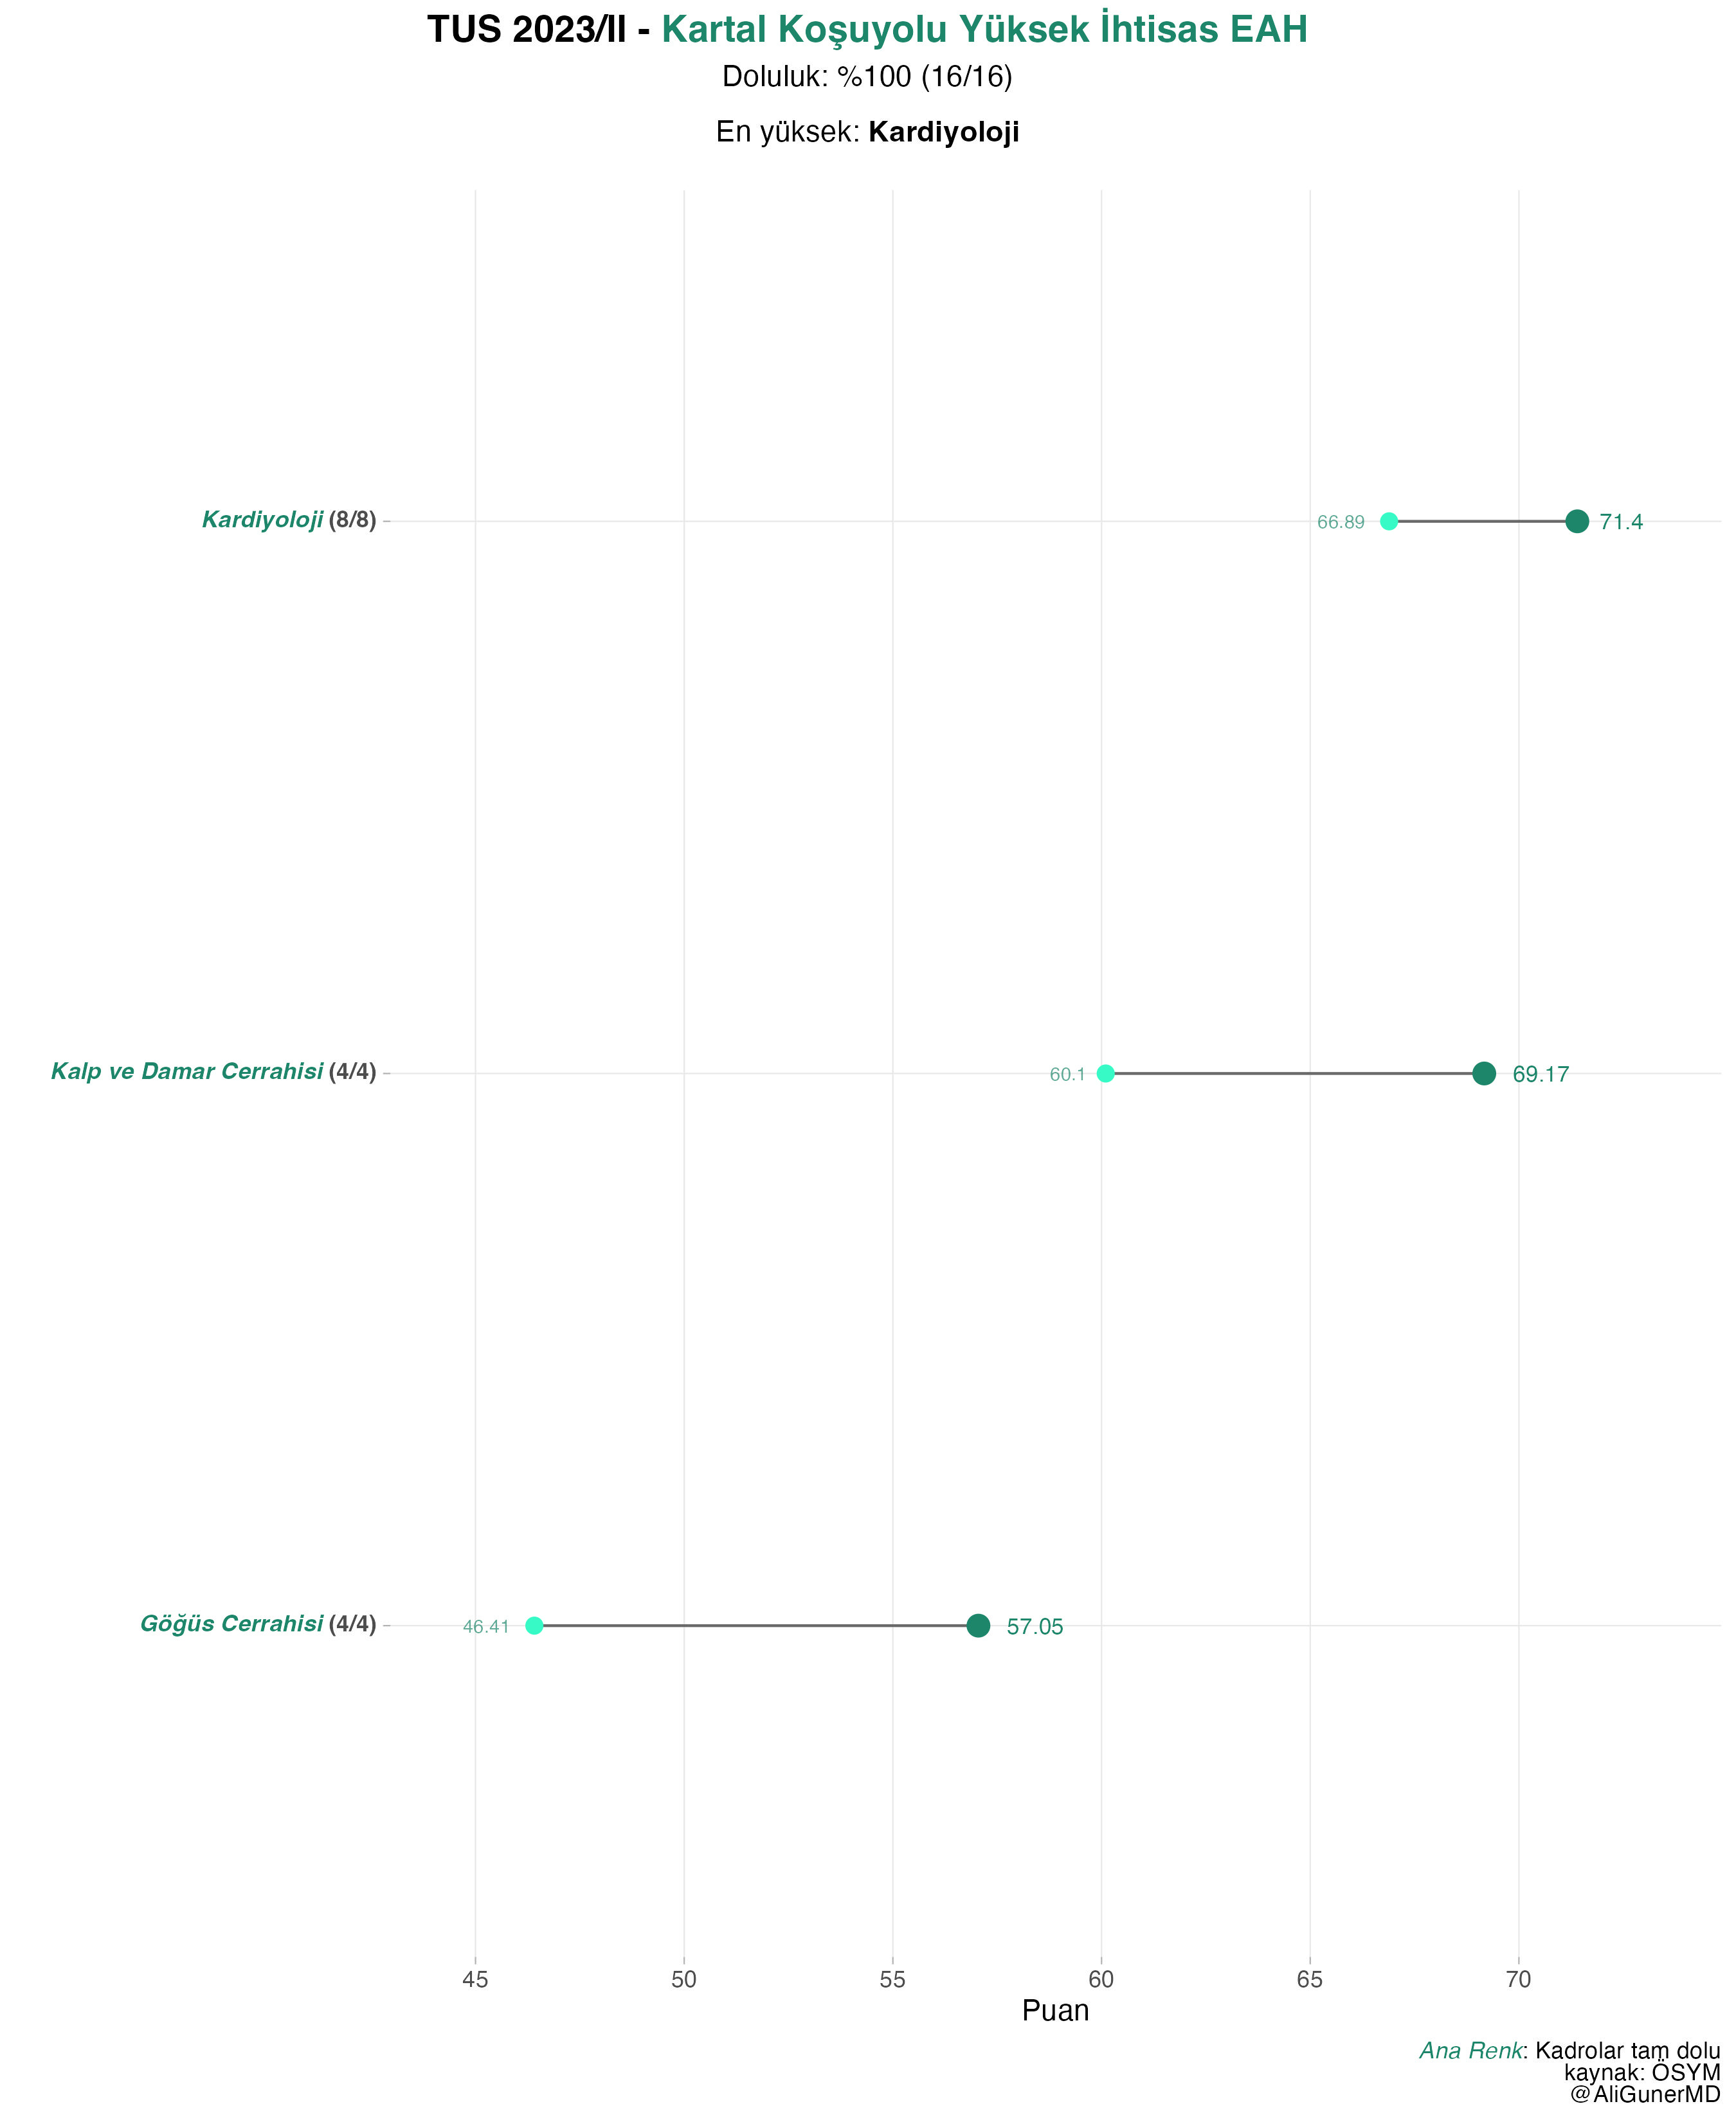 TUS 2023/II - Kartal Koşuyolu Yüksek İhtisas EAH
Doluluk: %100 (16/16)
En yüksek: Kardiyoloji
Kardiyoloji (8/8)
66.89
71.4
Kalp ve Damar Cerrahisi (4/4)
60.1
69.17
Göğüs Cerrahisi (4/4)
46.41
57.05
45 50 55 60 65 70
Puan
Ana Renk: Kadrolar tam dolu
kaynak: ÖSYM
@AliGunerMD